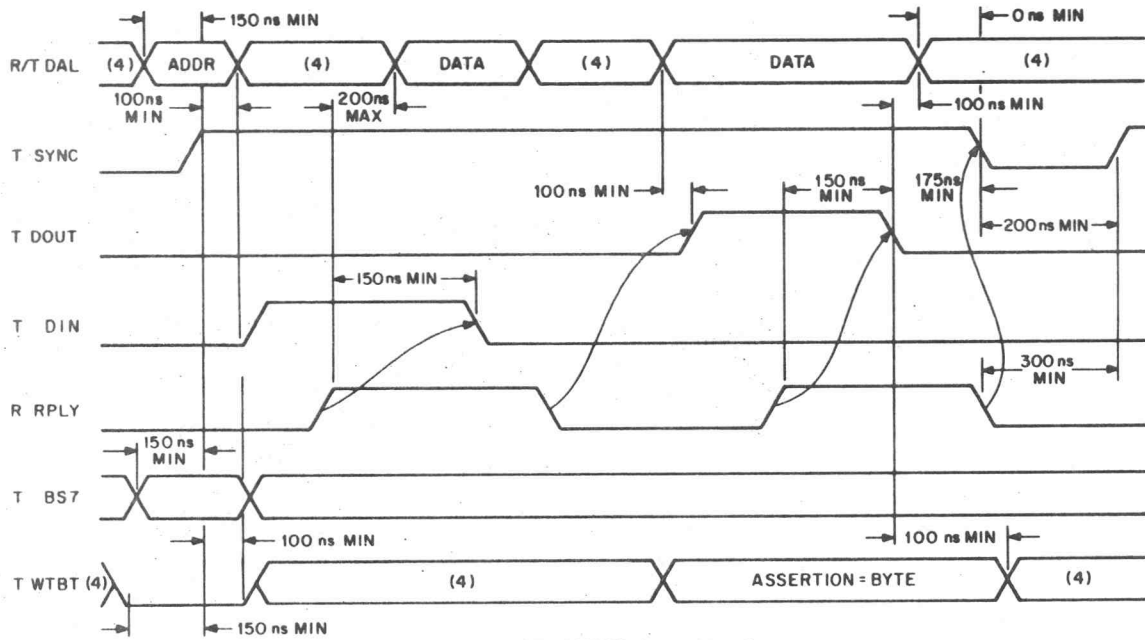 150 ns MIN
0 ns MIN
R/T DAL
(4)
ADDR
(4)
DATA
(4)
DATA
(4)
100ns
MIN
200ns
MAX
100 ns MIN
T SYNC
100 ns MIN
150 ns
MIN
175ns
MIN
T DOUT
200 ns MIN
150 ns MIN
T DIN
300ns
MIN
R RPLY
150 ns
MIN
T BS7
100 ns MIN
100 ns MIN
T WTBT (4)
(4)
ASSERTION = BYTE
(4)
150 ns MIN